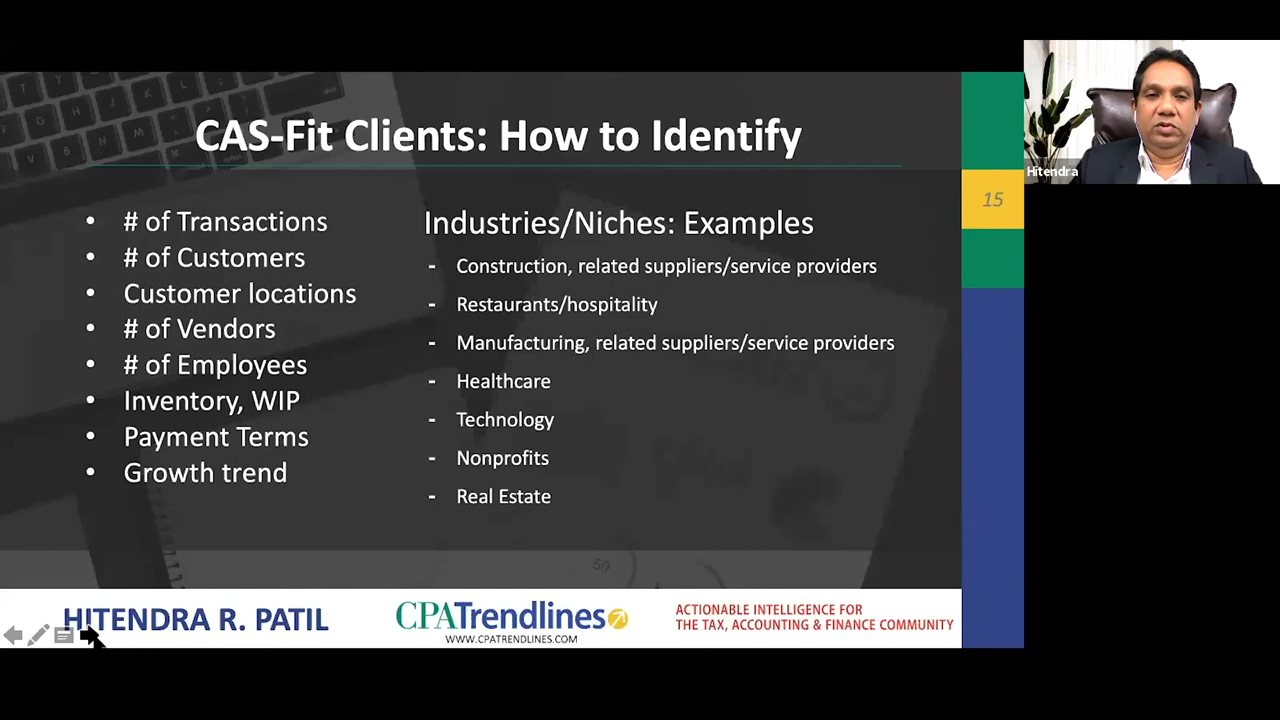 CAS-Fit Clients: How to Identify
• # of Transactions
• # of Customers
• Customer locations
• # of Vendors
• # of Employees
• Inventory, WIP
• Payment Terms
• Growth trend
Industries/Niches: Examples
- Construction, related suppliers/service providers
- Restaurants/hospitality
- Manufacturing, related suppliers/service providers
- Healthcare
- Technology
- Nonprofits
- Real Estate
15
Hitendra
50
HITENDRA R. PATIL
CPATrendlines
WWW.CPATRENDLINES.COM
ACTIONABLE INTELLIGENCE FOR
THE TAX, ACCOUNTING & FINANCE COMMUNITY